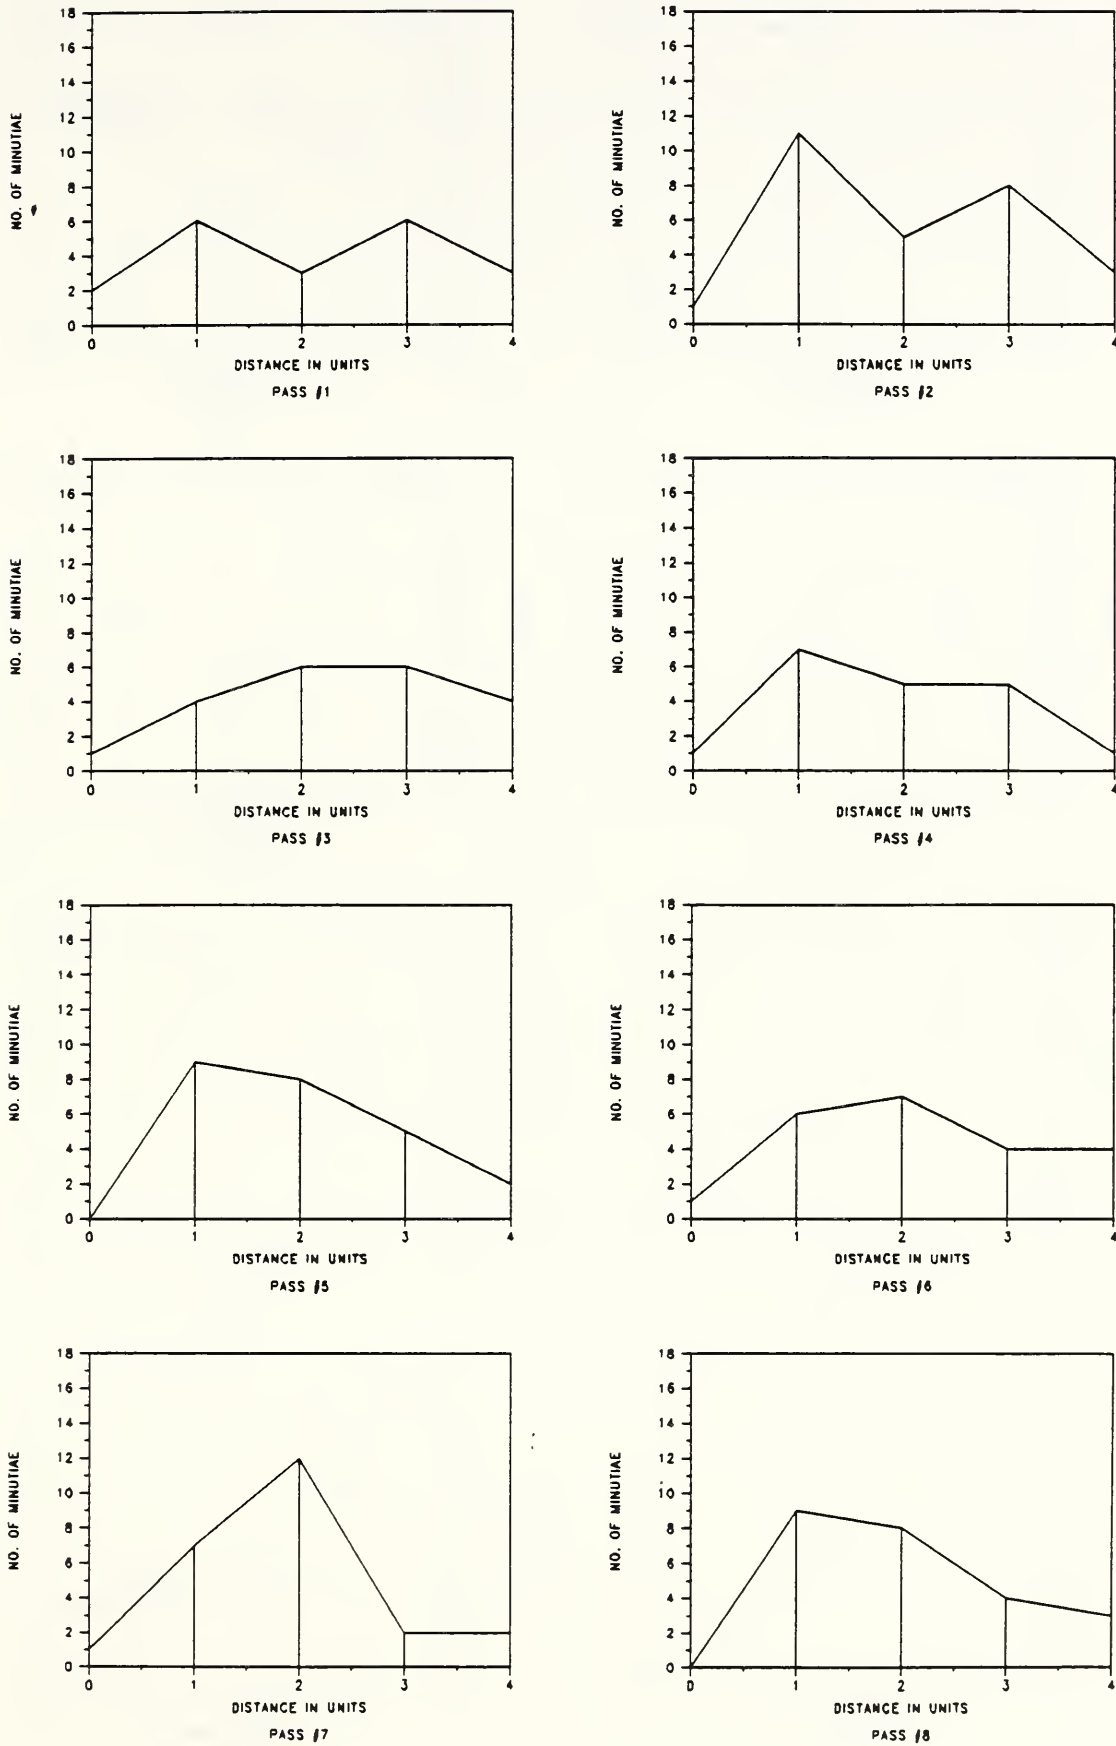 18
16
14
12
10
8
6
4
2
0
NO. OF MINUTIAE
0 1 2 3 4
DISTANCE IN UNITS
PASS #1
18
16
14
12
10
8
6
4
2
0
NO. OF MINUTIAE
0 1 2 3 4
DISTANCE IN UNITS
PASS #2
18
16
14
12
10
8
6
4
2
0
NO. OF MINUTIAE
0 1 2 3 4
DISTANCE IN UNITS
PASS #3
18
16
14
12
10
8
6
4
2
0
NO. OF MINUTIAE
0 1 2 3 4
DISTANCE IN UNITS
PASS #4
18
16
14
12
10
8
6
4
2
0
NO. OF MINUTIAE
0 1 2 3 4
DISTANCE IN UNITS
PASS #5
18
16
14
12
10
8
6
4
2
0
NO. OF MINUTIAE
0 1 2 3 4
DISTANCE IN UNITS
PASS #6
18
16
14
12
10
8
6
4
2
0
NO. OF MINUTIAE
0 1 2 3 4
DISTANCE IN UNITS
PASS #7
18
16
14
12
10
8
6
4
2
0
NO. OF MINUTIAE
0 1 2 3 4
DISTANCE IN UNITS
PASS #8